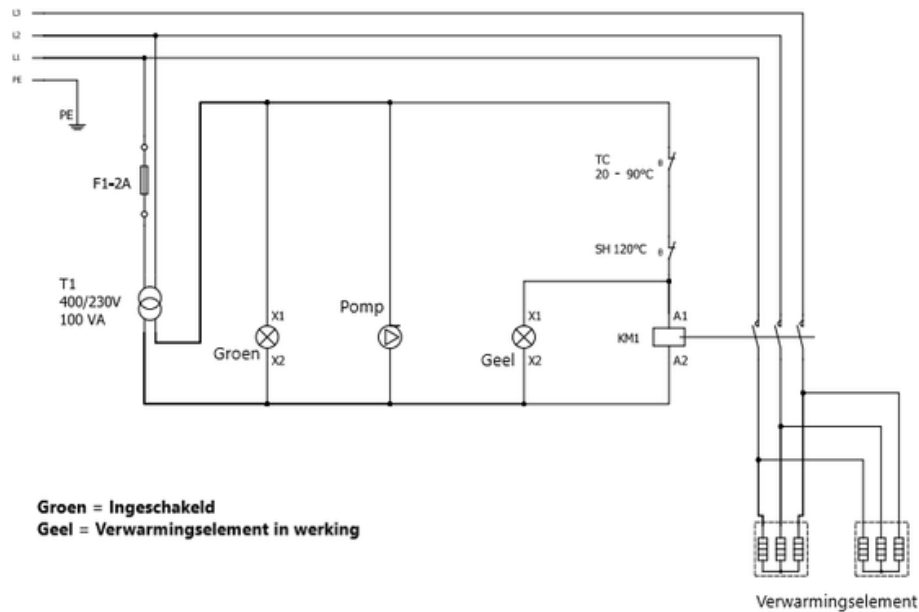 L3
L2
L1
PE
PE
F1-2A
T1
400/230V
100 VA
X1
Groen
X2
Pomp
TC
20 - 90°C
θ
SH 120°C
θ
X1
Geel
X2
A1
KM1
A2
Groen = Ingeschakeld
Geel = Verwarmingselement in werking
Verwarmingselement